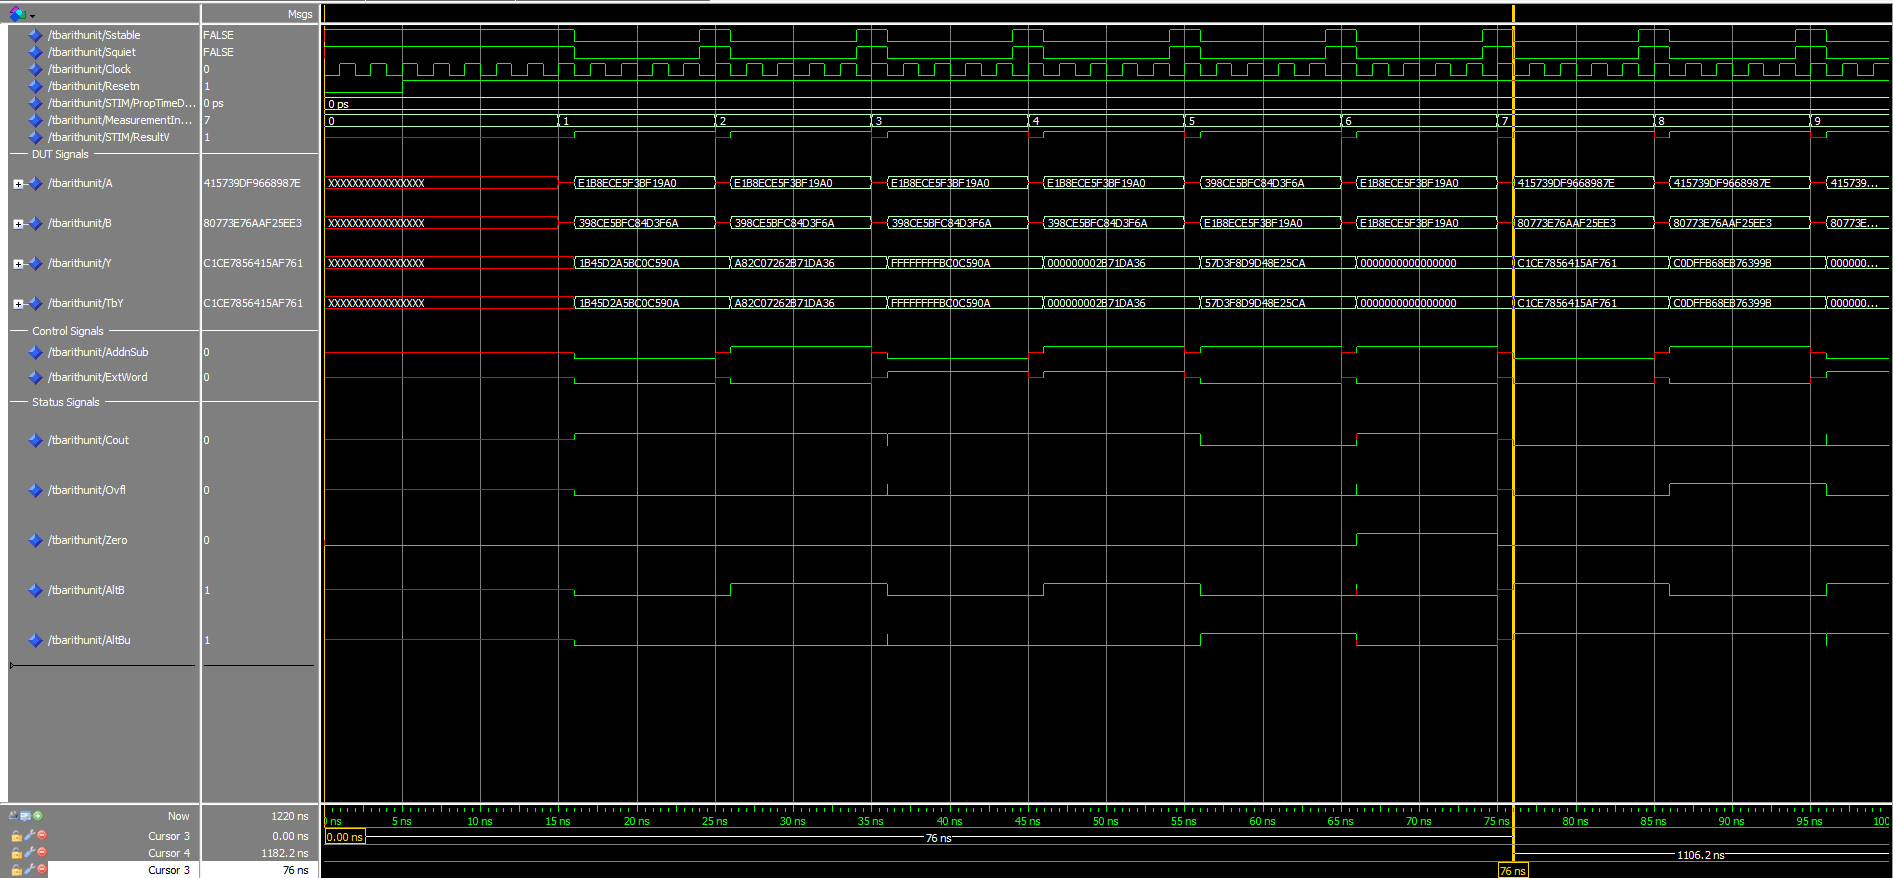 Msgs
/tbarithunit/Sstable FALSE
/tbarithunit/Squiet FALSE
/tbarithunit/Clock 0
/tbarithunit/Resetn 1
/tbarithunit/STIM/PropTimeD... 0 ps 0 ps
/tbarithunit/MeasurementIn... 7 0 1 2 3 4 5 6 7 8 9
/tbarithunit/STIM/ResultV 1
DUT Signals
/tbarithunit/A 415739DF9668987E XXXXXXXXXXXXXXXX E1B8ECE5F3BF19A0 E1B8ECE5F3BF19A0 E1B8ECE5F3BF19A0 E1B8ECE5F3BF19A0 398CE5BFC84D3F6A E1B8ECE5F3BF19A0 415739DF9668987E 415739DF9668987E 415739...
/tbarithunit/B 80773E76AAF25EE3 XXXXXXXXXXXXXXXX 398CE5BFC84D3F6A 398CE5BFC84D3F6A 398CE5BFC84D3F6A 398CE5BFC84D3F6A E1B8ECE5F3BF19A0 E1B8ECE5F3BF19A0 80773E76AAF25EE3 80773E76AAF25EE3 80773E...
/tbarithunit/Y C1CE7856415AF761 XXXXXXXXXXXXXXXX 1B45D2A5BC0C590A A82C07262B71DA36 FFFFFFFFBC0C590A 000000002B71DA36 57D3F8D9D48E25CA 0000000000000000 C1CE7856415AF761 C0DFFB68EB76399B 000000...
/tbarithunit/TbY C1CE7856415AF761 XXXXXXXXXXXXXXXX 1B45D2A5BC0C590A A82C07262B71DA36 FFFFFFFFBC0C590A 000000002B71DA36 57D3F8D9D48E25CA 0000000000000000 C1CE7856415AF761 C0DFFB68EB76399B 000000...
Control Signals
/tbarithunit/AddnSub 0
/tbarithunit/ExtWord 0
Status Signals
/tbarithunit/Cout 0
/tbarithunit/Ovfl 0
/tbarithunit/Zero 0
/tbarithunit/AltB 1
/tbarithunit/AltBu 1
Now 1220 ns ns 5 ns 10 ns 15 ns 20 ns 25 ns 30 ns 35 ns 40 ns 45 ns 50 ns 55 ns 60 ns 65 ns 70 ns 75 ns 80 ns 85 ns 90 ns 95 ns 100
Cursor 3 0.00 ns 0.00 ns 76 ns
Cursor 4 1182.2 ns 1106.2 ns
Cursor 3 76 ns 76 ns